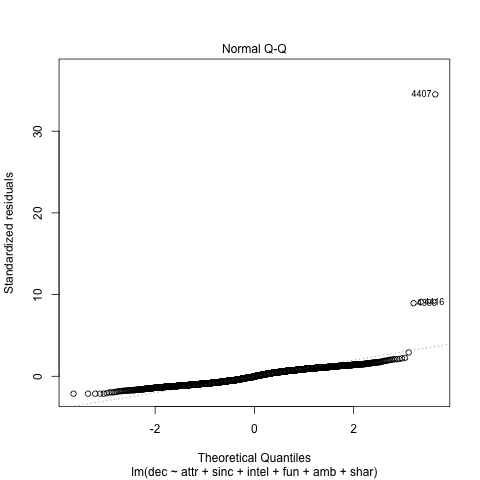 Normal Q-Q
4407
4416
30
20
10
0
Standardized residuals
-2
0
2
Theoretical Quantiles
lm(dec ~ attr + sinc + intel + fun + amb + shar)